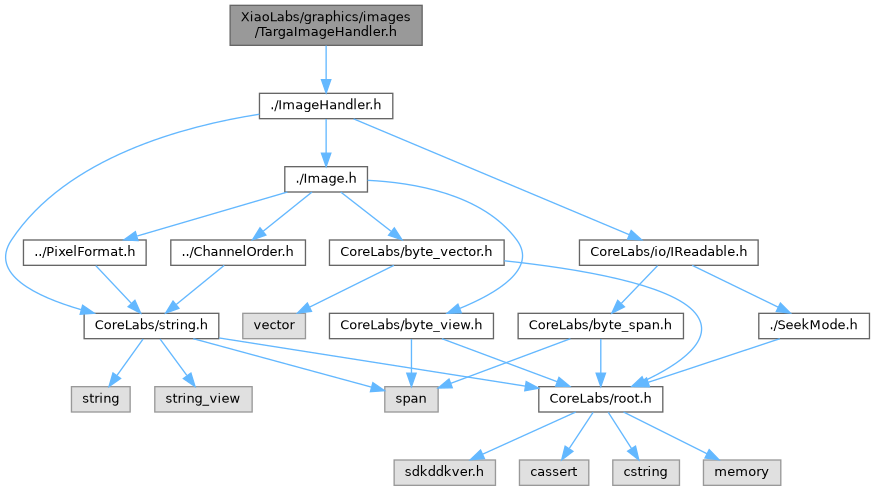 XiaoLabs/graphics/images
/TargaImageHandler.h
./ImageHandler.h
./Image.h
../PixelFormat.h
../ChannelOrder.h
CoreLabs/byte_vector.h
CoreLabs/io/IReadable.h
CoreLabs/string.h
vector
CoreLabs/byte_view.h
CoreLabs/byte_span.h
./SeekMode.h
string
string_view
span
CoreLabs/root.h
sdkddkver.h
cassert
cstring
memory